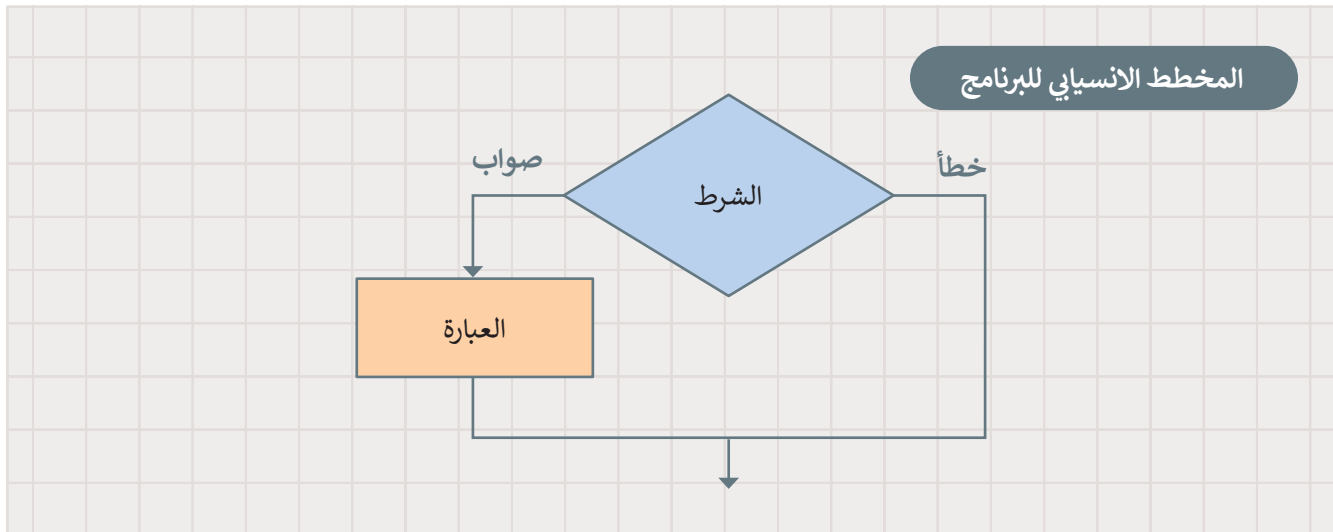 المخطط الانسيابي للبرنامج
خطأ
صواب
الشرط
العبارة